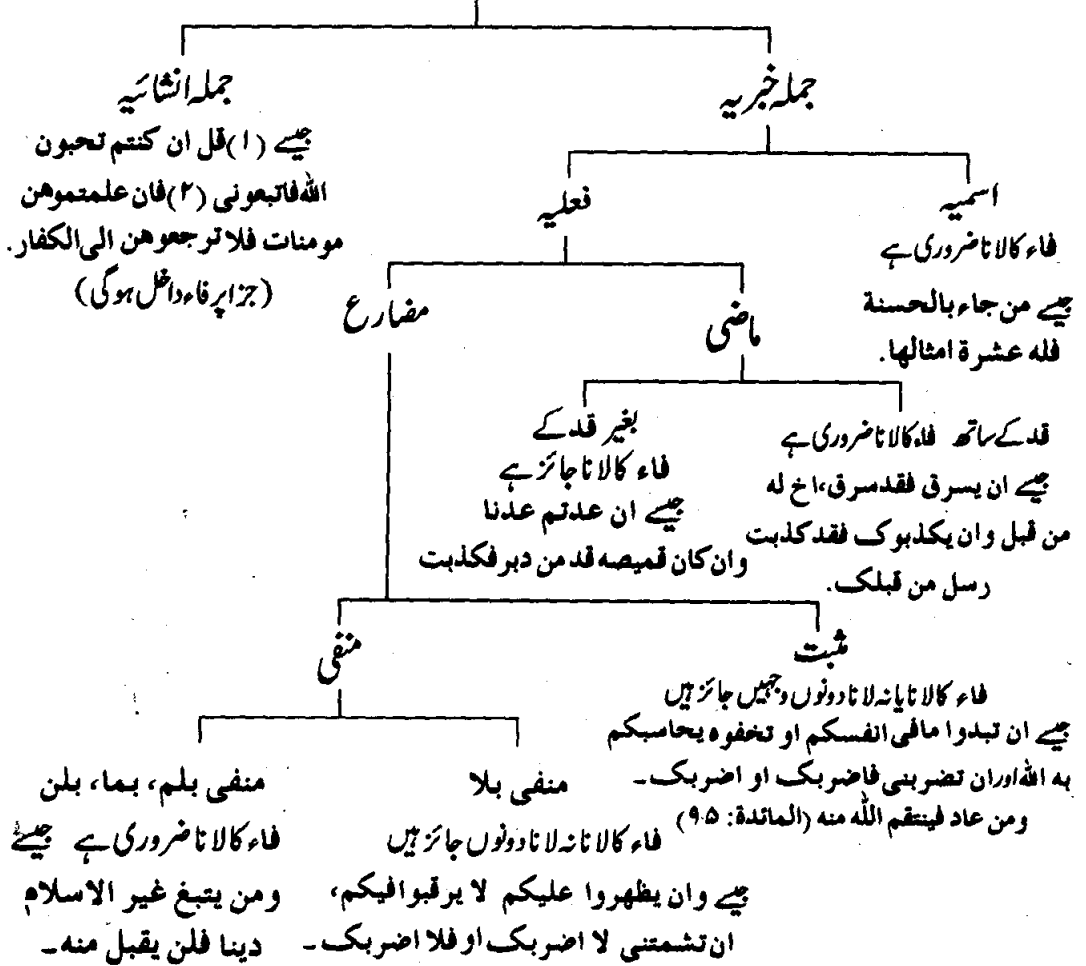 جملہ خبریہ
جملہ انشائیہ
جیسے (۱) قل ان کنتم تحبون
اللہ فاتبعونی (۲) فان علمتموھن
مومنات فلا ترجعوھن الی الکفار.
(جزا پر فاء داخل ہوگی)
اسمیہ
فاء کا لانا ضروری ہے
جیسے من جاء بالحسنة
فله عشرة امثالها.
فعلیہ
ماضی
مضارع
قد کے ساتھ فاء کا لانا ضروری ہے
جیسے ان یسرق فقد سرق، اخ له
من قبل وان یکذبوک فقد کذبت
رسل من قبلک.
بغیر قد کے
فاء کا لانا جائز ہے
جیسے ان عدتم عدنا
وان کان قمیصه قد من دبر فکذبت
مثبت
فاء کا لانا یا نہ لانا دونوں وجہیں جائز ہیں
جیسے ان تبدوا مافی انفسکم او تخفوه یحاسبکم
به اللہ اور ان تضربنی فاضربک او اضربک۔
ومن عاد فینتقم اللہ منه (المائدة: ۹۵)
منفی
منفی بلا
فاء کا لانا نہ لانا دونوں جائز ہیں
جیسے وان یظھروا علیکم لا یرقبوا فیکم،
ان تشمتنی لا اضربک او فلا اضربک۔
منفی بلم، بما، بلن
فاء کا لانا ضروری ہے جیسے
ومن یتبغ غیر الاسلام
دینا فلن یقبل منه۔